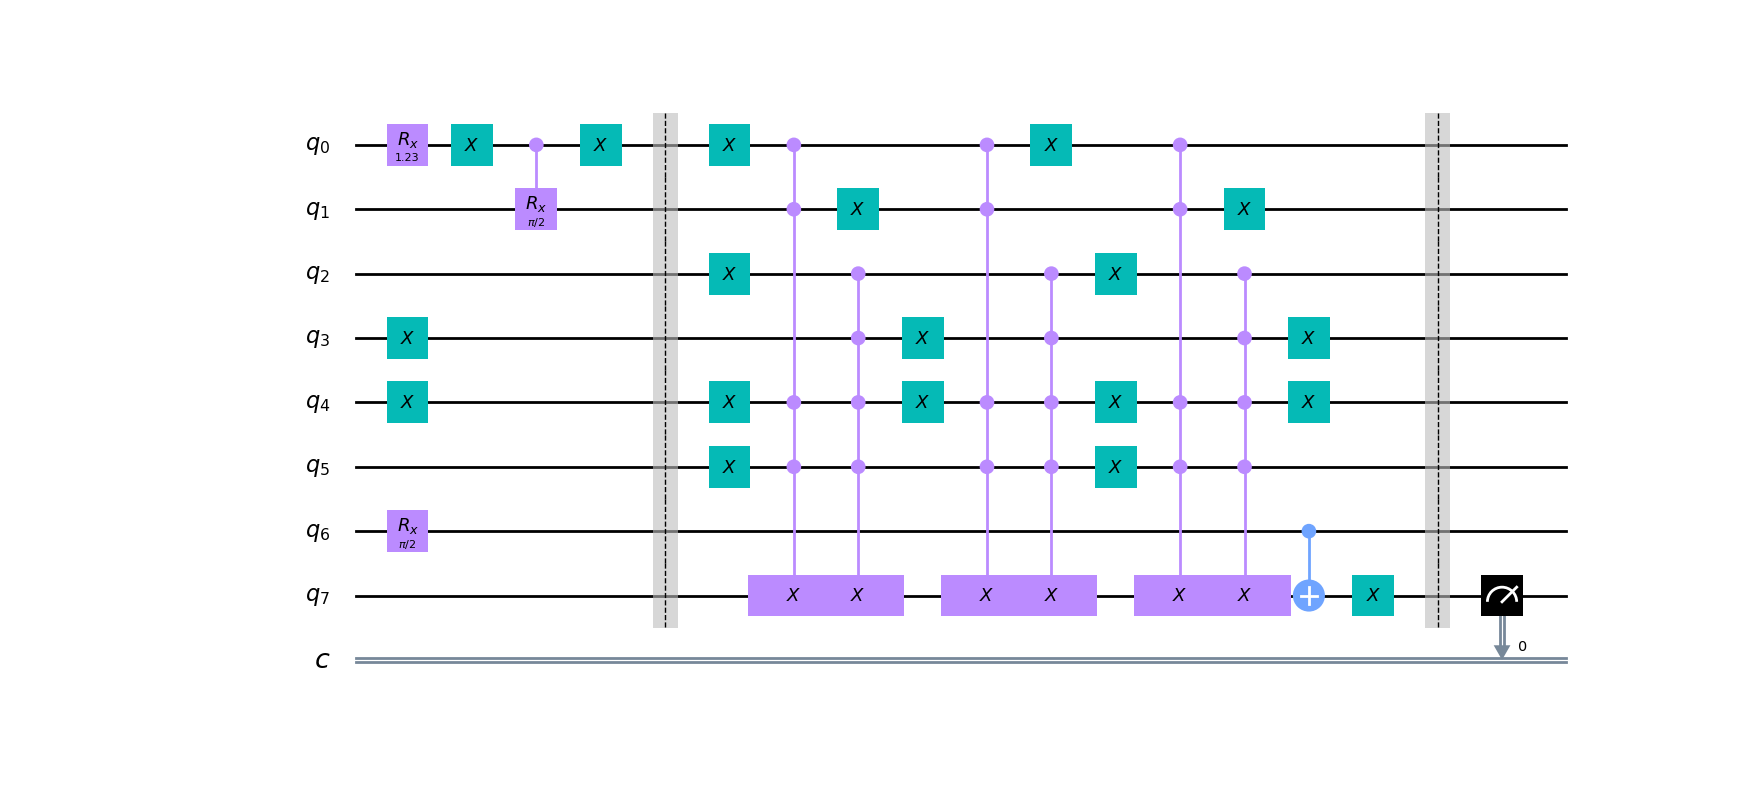 q0 Rx 1.23 X X X X
q1 Rx π/2 X X
q2 X X
q3 X X X
q4 X X X X X
q5 X X
q6 Rx π/2
q7 X X X X X X X
c 0